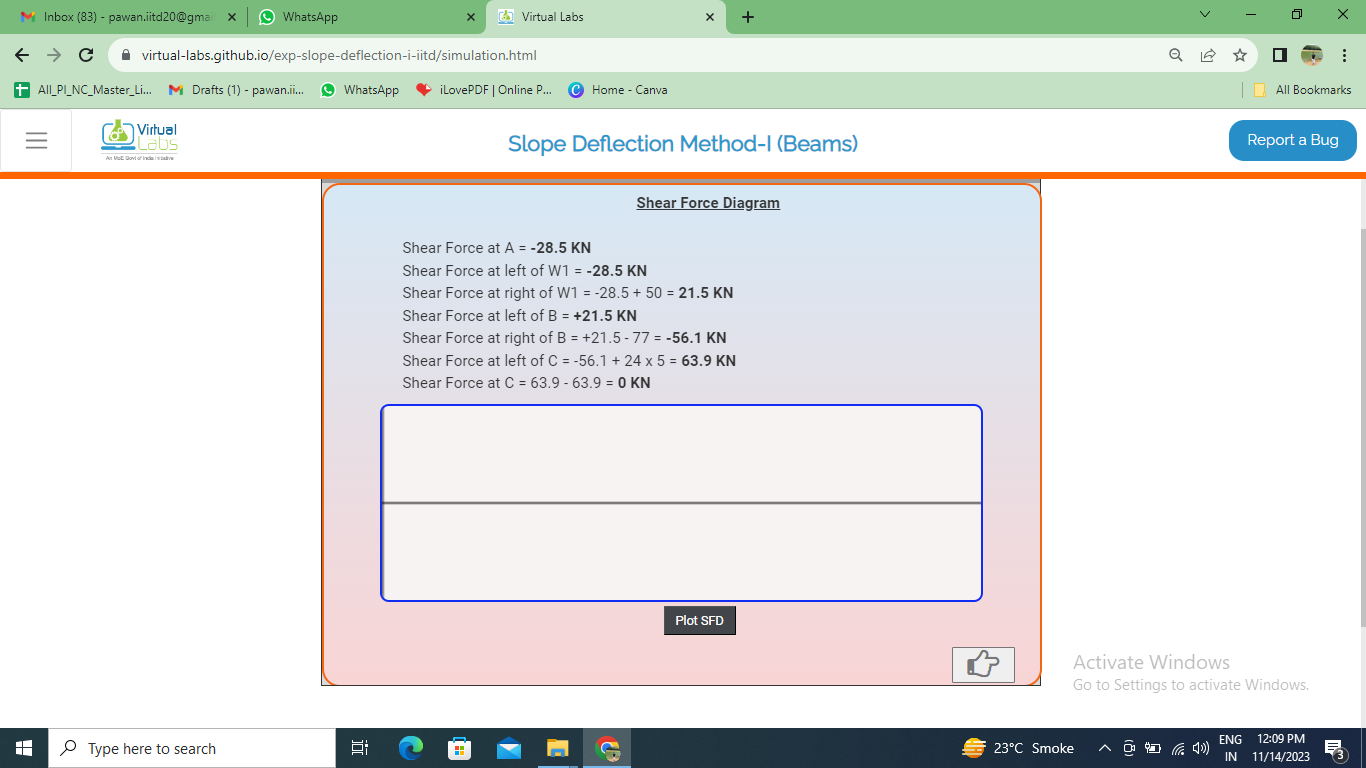 Inbox (83) - pawan.iitd20@gmai
WhatsApp
Virtual Labs
virtual-labs.github.io/exp-slope-deflection-i-iitd/simulation.html
All_PI_NC_Master_Li...
Drafts (1) - pawan.ii...
WhatsApp
iLovePDF | Online P...
Home - Canva
All Bookmarks
Virtual Labs
An MoE Govt of India Initiative
Slope Deflection Method-I (Beams)
Report a Bug
Shear Force Diagram
Shear Force at A = -28.5 KN
Shear Force at left of W1 = -28.5 KN
Shear Force at right of W1 = -28.5 + 50 = 21.5 KN
Shear Force at left of B = +21.5 KN
Shear Force at right of B = +21.5 - 77 = -56.1 KN
Shear Force at left of C = -56.1 + 24 x 5 = 63.9 KN
Shear Force at C = 63.9 - 63.9 = 0 KN
Plot SFD
Activate Windows
Go to Settings to activate Windows.
Type here to search
23°C Smoke
ENG
IN
12:09 PM
11/14/2023
3